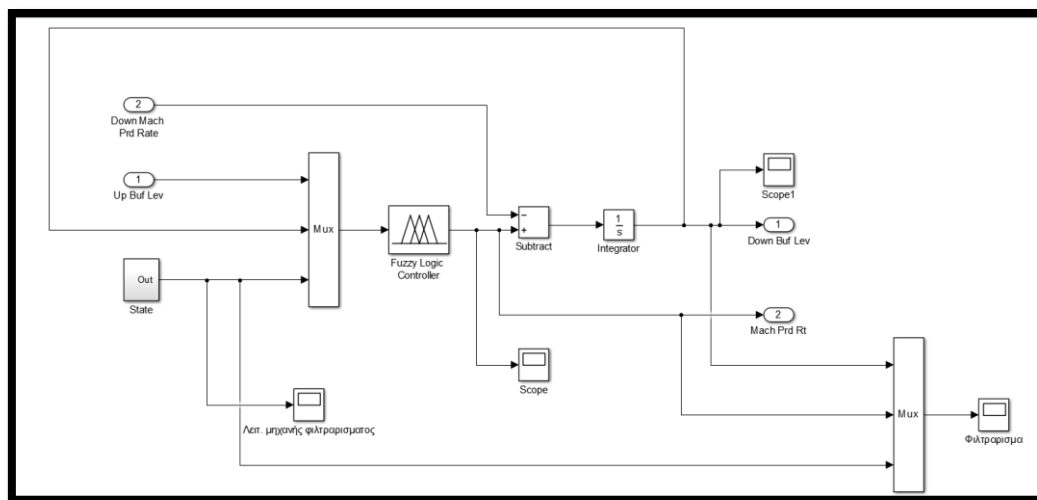 2
Down Mach
Prd Rate
1
Up Buf Lev
Out
State
Mux
Fuzzy Logic
Controller
−
+
Subtract
1
s
Integrator
Scope1
1
Down Buf Lev
2
Mach Prd Rt
Scope
Λειτ. μηχανής φιλτραρισματος
Mux
Φιλτραρισμα